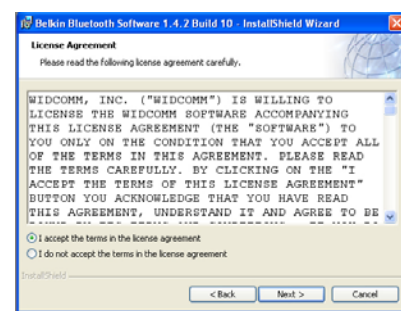 Belkin Bluetooth Software 1.4.2 Build 10 - InstallShield Wizard
License Agreement
Please read the following license agreement carefully.
WIDCOMM, INC. ("WIDCOMM") IS WILLING TO
LICENSE THE WIDCOMM SOFTWARE ACCOMPANYING
THIS LICENSE AGREEMENT (THE "SOFTWARE") TO
YOU ONLY ON THE CONDITION THAT YOU ACCEPT ALL
OF THE TERMS IN THIS AGREEMENT. PLEASE READ
THE TERMS CAREFULLY. BY CLICKING ON THE "I
ACCEPT THE TERMS OF THIS LICENSE AGREEMENT"
BUTTON YOU ACKNOWLEDGE THAT YOU HAVE READ
THIS AGREEMENT, UNDERSTAND IT AND AGREE TO BE
I accept the terms in the license agreement
I do not accept the terms in the license agreement
InstallShield
< Back Next > Cancel